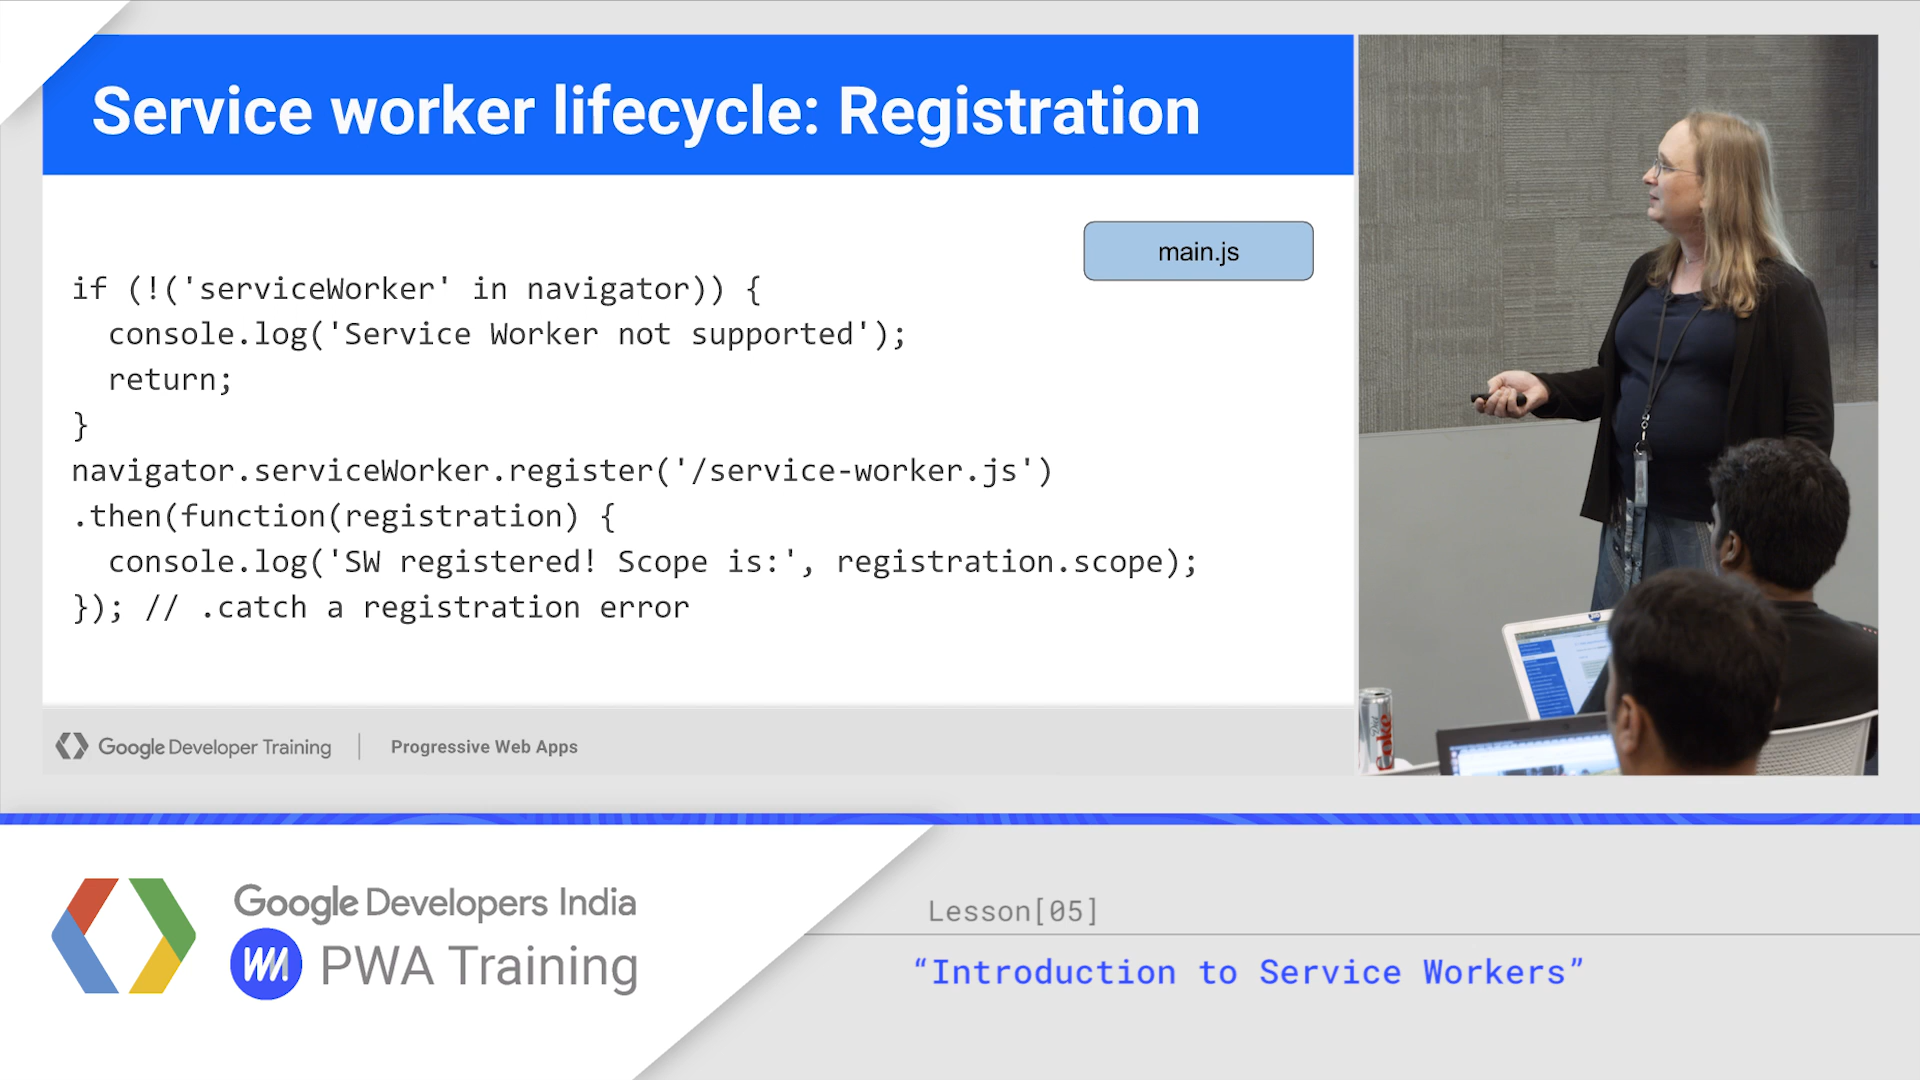 Service worker lifecycle: Registration
main.js
if (!('serviceWorker' in navigator)) {
  console.log('Service Worker not supported');
  return;
}
navigator.serviceWorker.register('/service-worker.js')
.then(function(registration) {
  console.log('SW registered! Scope is:', registration.scope);
}); // .catch a registration error
Google Developer Training | Progressive Web Apps
Diet Coke
Google Developers India
PWA Training
Lesson[05]
“Introduction to Service Workers”